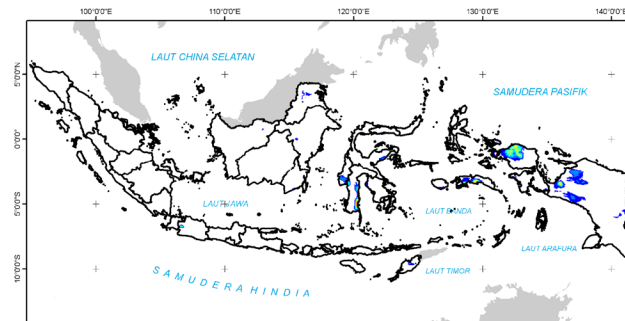 100°0'0"E 110°0'0"E 120°0'0"E 130°0'0"E 140°0'
LAUT CHINA SELATAN
5°0'0"N
SAMUDERA PASIFIK
0°0'0"
LAUT JAWA
LAUT BANDA
5°0'0"S
LAUT ARAFURA
10°0'0"S
SAMUDERA HINDIA
LAUT TIMOR